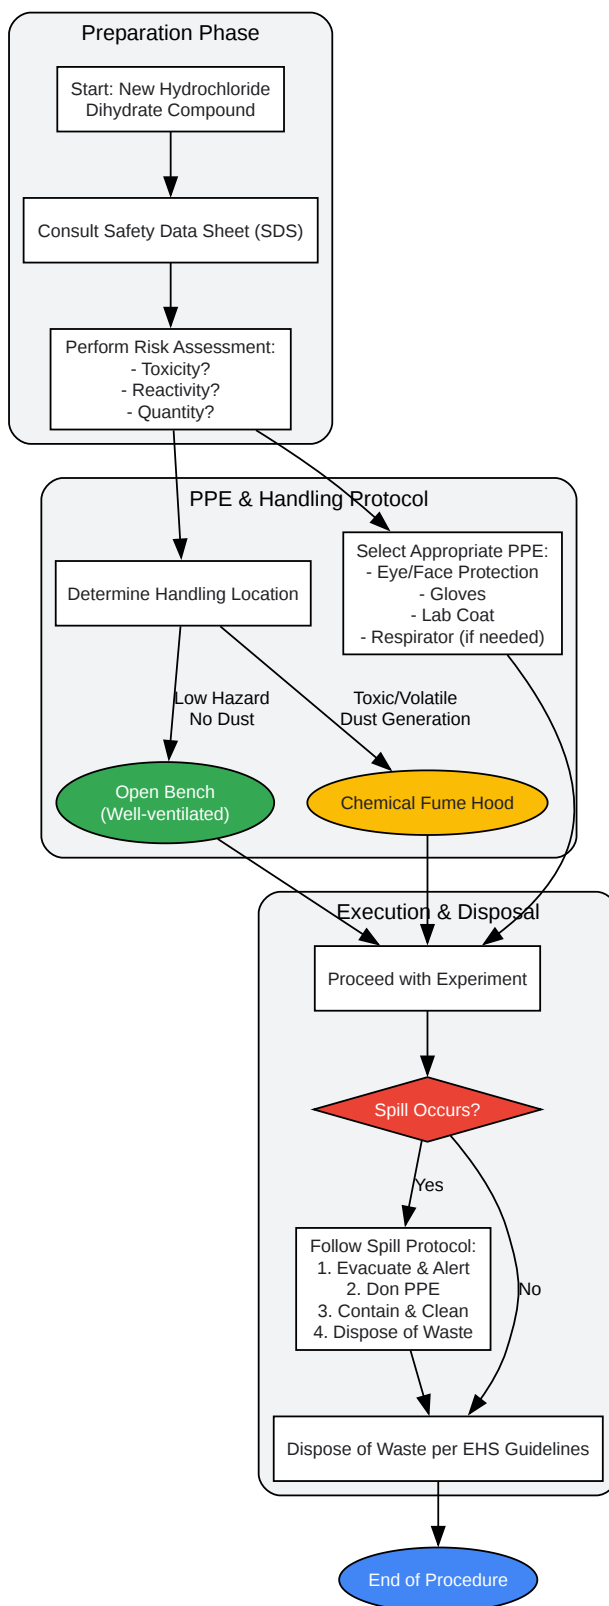 Preparation Phase
Start: New Hydrochloride
Dihydrate Compound
Consult Safety Data Sheet (SDS)
Perform Risk Assessment:
- Toxicity?
- Reactivity?
- Quantity?
PPE & Handling Protocol
Determine Handling Location
Select Appropriate PPE:
- Eye/Face Protection
- Gloves
- Lab Coat
- Respirator (if needed)
Low Hazard
No Dust
Toxic/Volatile
Dust Generation
Open Bench
(Well-ventilated)
Chemical Fume Hood
Execution & Disposal
Proceed with Experiment
Spill Occurs?
Yes
Follow Spill Protocol:
1. Evacuate & Alert
2. Don PPE
3. Contain & Clean
4. Dispose of Waste
No
Dispose of Waste per EHS Guidelines
End of Procedure